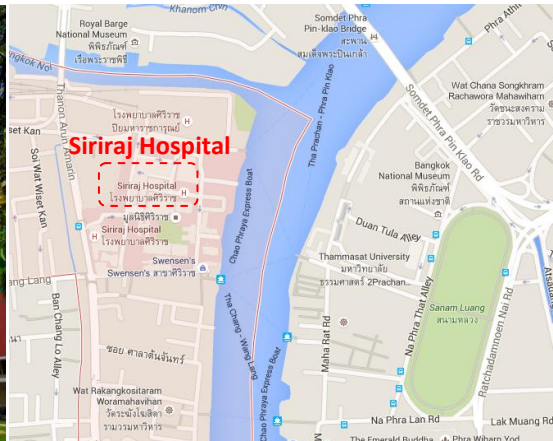 Khanom
Royal Barge
National Museum
พิพิธภัณฑ์
เรือพระราชพิธี
Somdet Phra
Pin-klao Bridge
สะพาน
สมเด็จพระปิ่นเกล้า
Phra Athit
Somdet Phra Pin Klao Rd
Tha Prachan - Phra Pin Klao
Wat Chana Songkhram
Rachawora Mahawiham
วัดชนะสงคราม
ราชวรมหาวิหาร
Thanon Arun Amarin
โรงพยาบาลศิริราช
ปิยมหาราชการุณย์
Siriraj Hospital
Siriraj Hospital
โรงพยาบาลศิริราช
มูลนิธิศิริราช
Siriraj Hospital
โรงพยาบาลศิริราช
Soi Wat Wiset Kan
Swensen's
Swensen's สาขาศิริราช
Chao Phraya Express Boat
Bangkok
National Museum
พิพิธภัณฑ์
สถานแห่งชาติ
Duan Tula Alley
Thammasat University
มหาวิทยาลัย
ธรรมศาสตร์ 2Prachan...
Na Phra That Alley
Sanam Luang
สนามหลวง
Ratchadamnoen Nai Rd
Maha Rat Rd
Tha Chang - Wang Lang
Chao Phraya Express Boat
Ban Chang Lo Alley
ซอย ศาลาต้นจันทร์
Wat Rakangkositaram
Woramahavihan
วัดระฆังโฆสิตา
รามวรมหาวิหาร
Na Phra Lan Rd
Lak Muang Rd
The Emerald Buddha
Phra Wiharn Yod